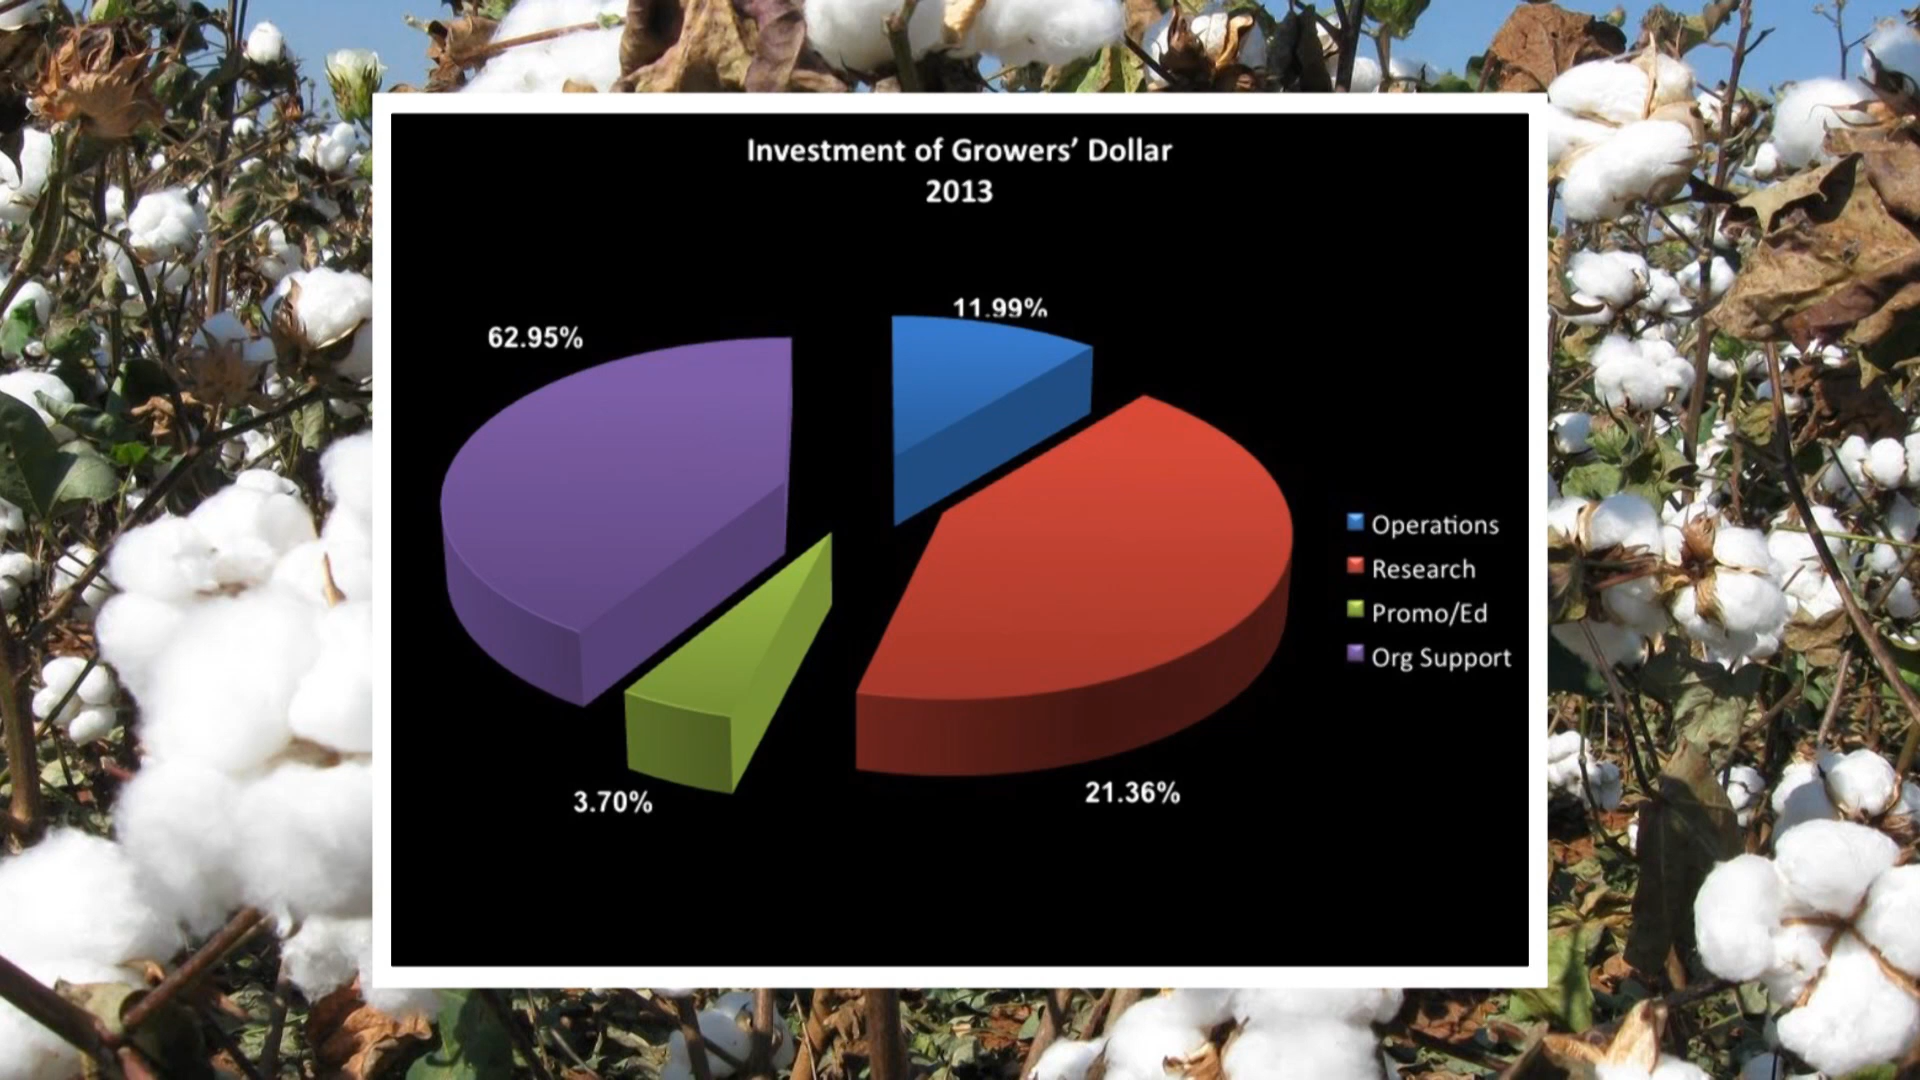 Investment of Growers’ Dollar
2013
11.99%
62.95%
Operations
Research
Promo/Ed
Org Support
21.36%
3.70%